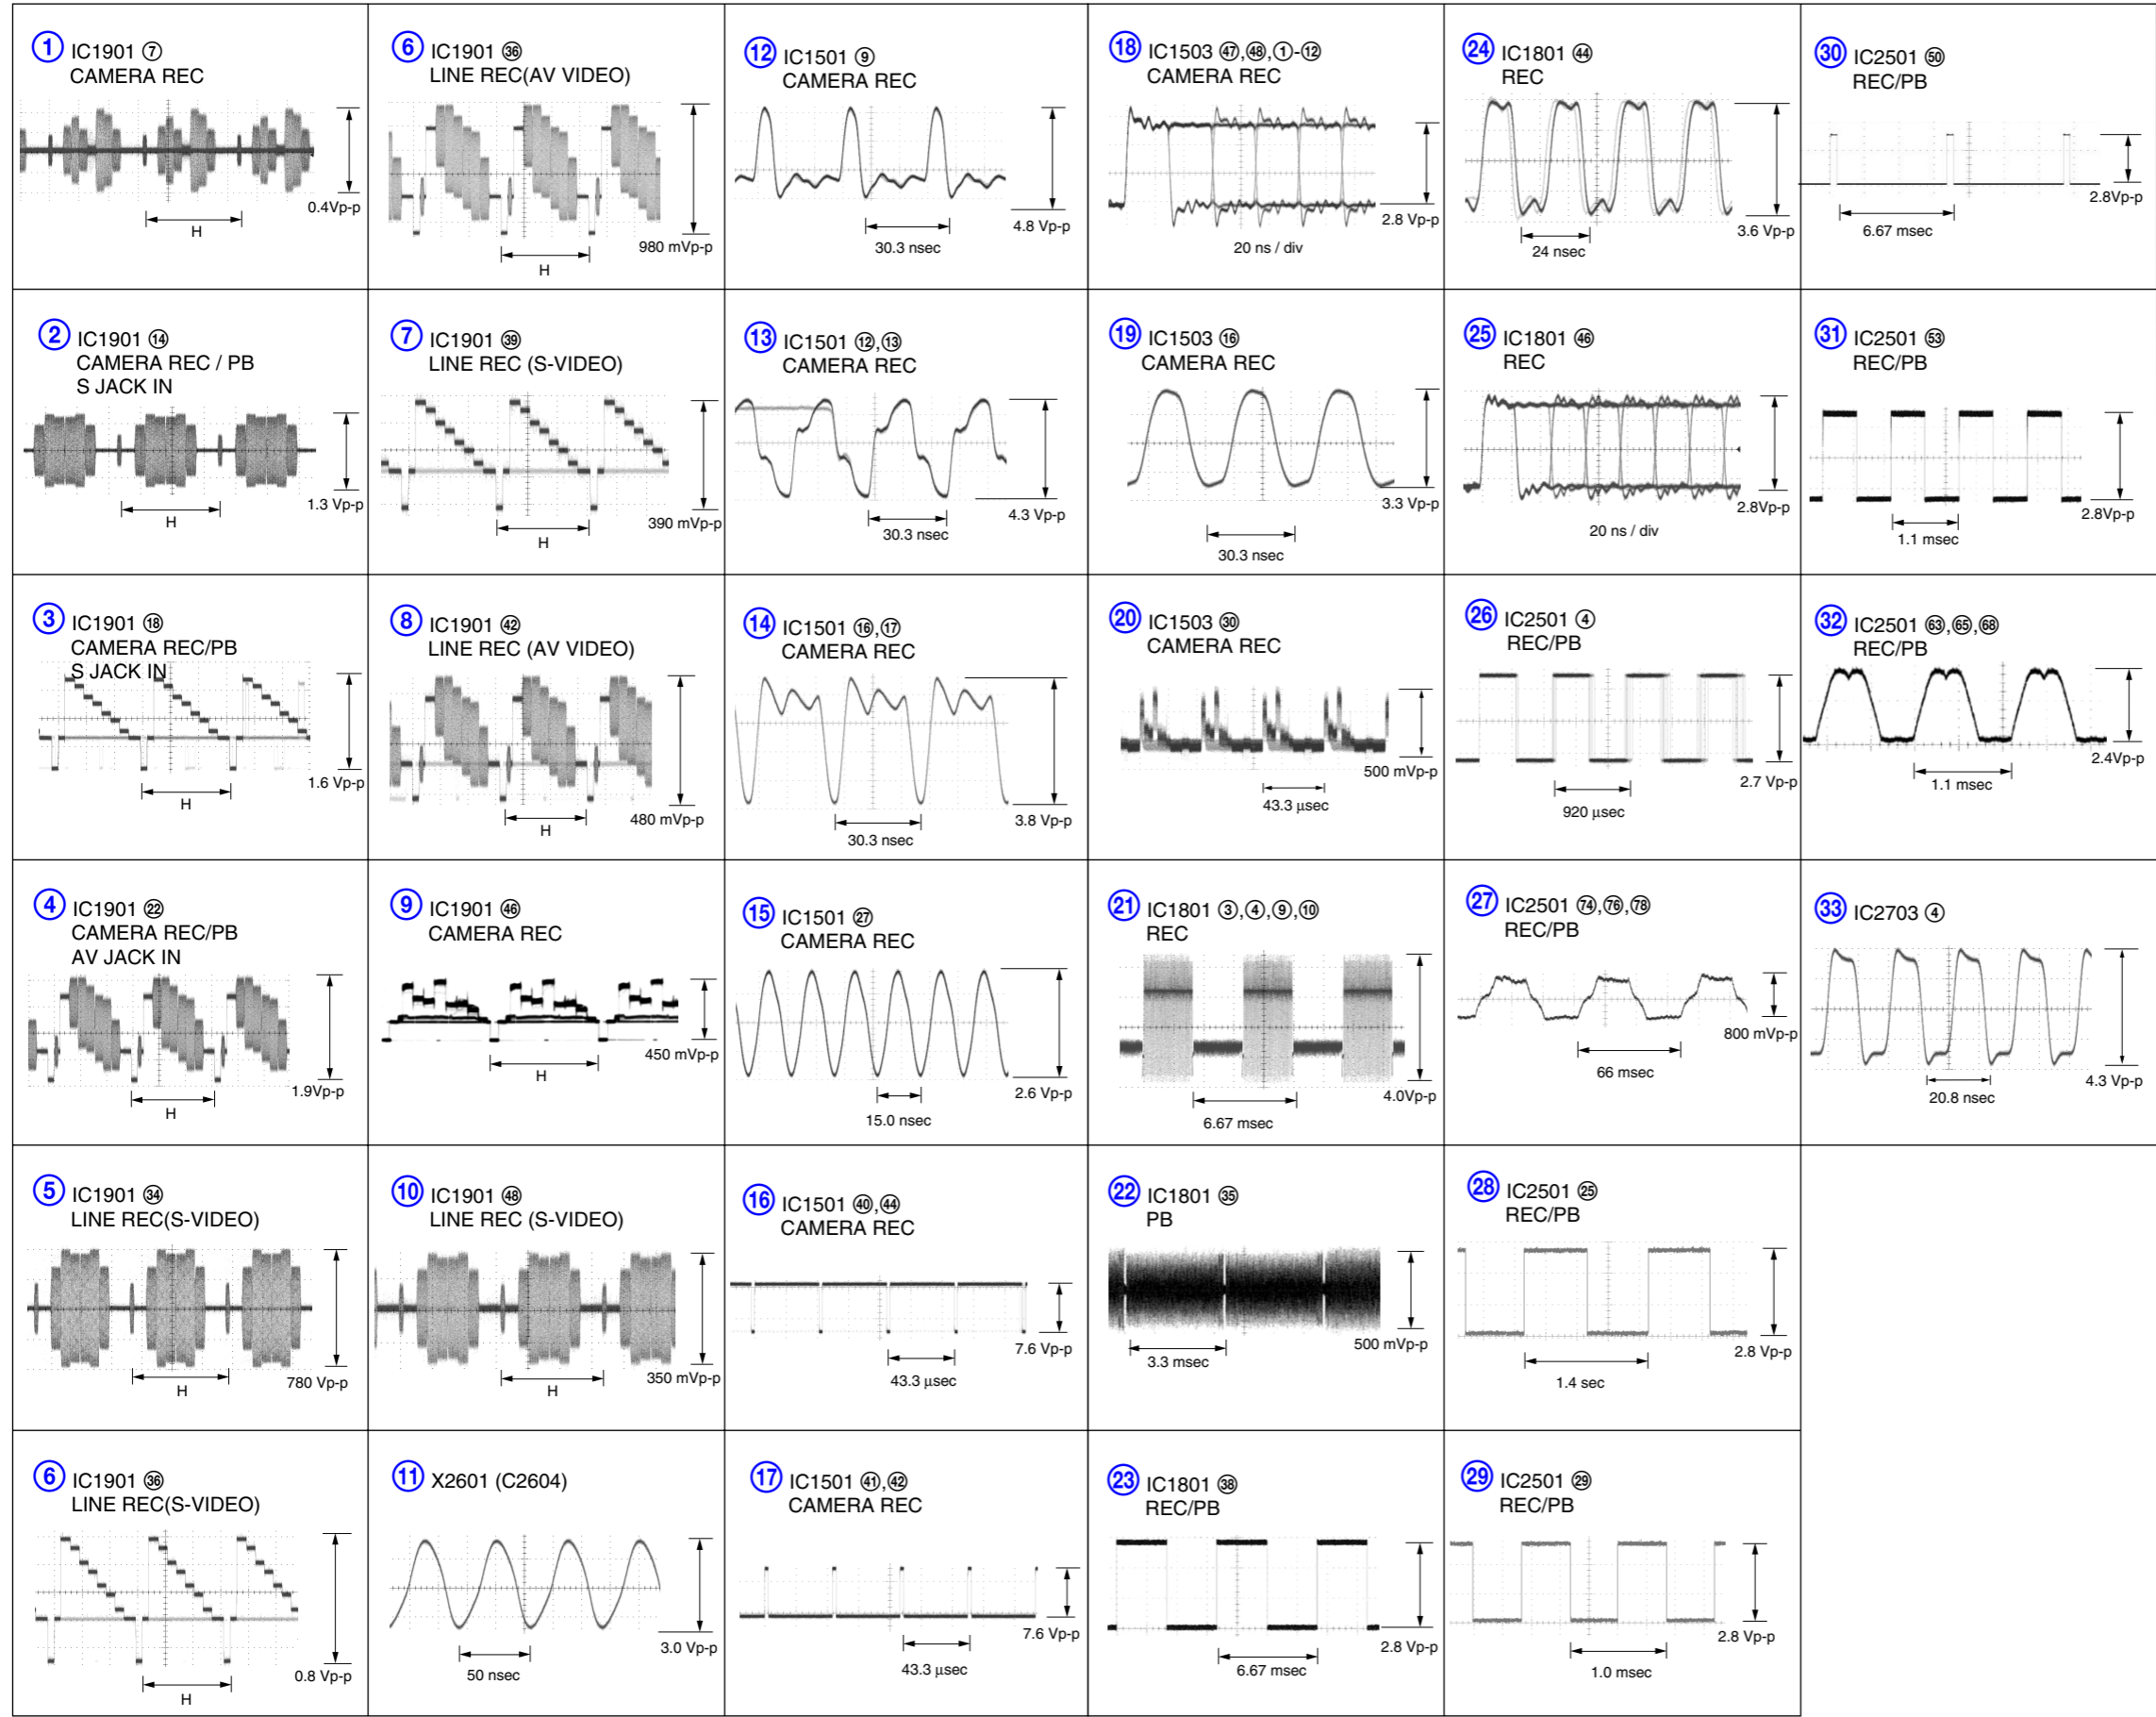 ① IC1901 ⑦
CAMERA REC
0.4Vp-p
H
② IC1901 ⑭
CAMERA REC / PB
S JACK IN
1.3 Vp-p
H
③ IC1901 ⑱
CAMERA REC/PB
S JACK IN
1.6 Vp-p
H
④ IC1901 ㉒
CAMERA REC/PB
AV JACK IN
1.9Vp-p
H
⑤ IC1901 ㉞
LINE REC(S-VIDEO)
780 Vp-p
H
⑥ IC1901 ㊱
LINE REC(S-VIDEO)
0.8 Vp-p
H
⑥ IC1901 ㊱
LINE REC(AV VIDEO)
980 mVp-p
H
⑦ IC1901 ㊴
LINE REC (S-VIDEO)
390 mVp-p
H
⑧ IC1901 ㊷
LINE REC (AV VIDEO)
480 mVp-p
H
⑨ IC1901 ㊻
CAMERA REC
450 mVp-p
H
⑩ IC1901 ㊽
LINE REC (S-VIDEO)
350 mVp-p
H
⑪ X2601 (C2604)
3.0 Vp-p
50 nsec
⑫ IC1501 ⑨
CAMERA REC
4.8 Vp-p
30.3 nsec
⑬ IC1501 ⑫,⑬
CAMERA REC
4.3 Vp-p
30.3 nsec
⑭ IC1501 ⑯,⑰
CAMERA REC
3.8 Vp-p
30.3 nsec
⑮ IC1501 ㉗
CAMERA REC
2.6 Vp-p
15.0 nsec
⑯ IC1501 ㊵,㊹
CAMERA REC
7.6 Vp-p
43.3 µsec
⑰ IC1501 ㊶,㊷
CAMERA REC
7.6 Vp-p
43.3 µsec
⑱ IC1503 ㊼,㊽,①-⑫
CAMERA REC
2.8 Vp-p
20 ns / div
⑲ IC1503 ⑯
CAMERA REC
3.3 Vp-p
30.3 nsec
⑳ IC1503 ㉚
CAMERA REC
500 mVp-p
43.3 µsec
㉑ IC1801 ③,④,⑨,⑩
REC
4.0Vp-p
6.67 msec
㉒ IC1801 ㉟
PB
500 mVp-p
3.3 msec
㉓ IC1801 ㊳
REC/PB
2.8 Vp-p
6.67 msec
㉔ IC1801 ㊹
REC
3.6 Vp-p
24 nsec
㉕ IC1801 ㊻
REC
2.8Vp-p
20 ns / div
㉖ IC2501 ④
REC/PB
2.7 Vp-p
920 µsec
㉗ IC2501 (74),(76),(78)
REC/PB
800 mVp-p
66 msec
㉘ IC2501 ㉕
REC/PB
2.8 Vp-p
1.4 sec
㉙ IC2501 ㉙
REC/PB
2.8 Vp-p
1.0 msec
㉚ IC2501 ㊿
REC/PB
2.8Vp-p
6.67 msec
㉛ IC2501 (53)
REC/PB
2.8Vp-p
1.1 msec
㉜ IC2501 (63),(65),(68)
REC/PB
2.4Vp-p
1.1 msec
㉝ IC2703 ④
4.3 Vp-p
20.8 nsec